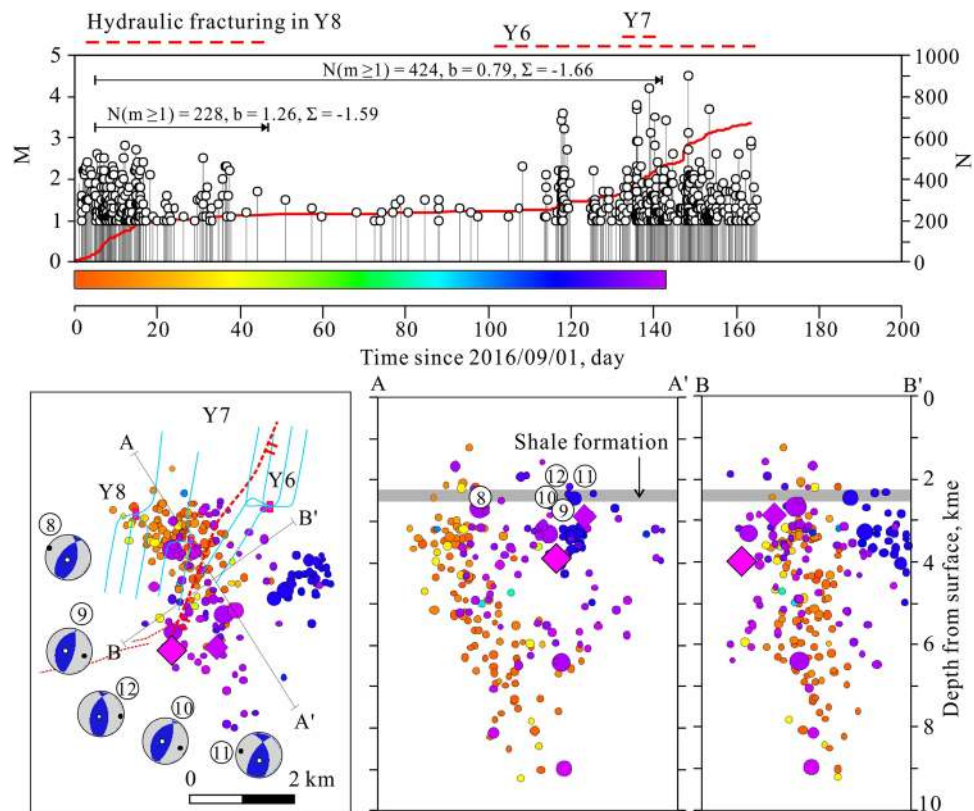 Hydraulic fracturing in Y8
Y6
Y7
5
4
3
2
1
0
M
N(m ≥1) = 424, b = 0.79, Σ = -1.66
N(m ≥1) = 228, b = 1.26, Σ = -1.59
1000
800
600
400
200
0
N
0 20 40 60 80 100 120 140 160 180 200
Time since 2016/09/01, day
Y7
A
Y8
Y6
B'
⑧
⑨
B
⑫
⑩
⑪
A'
0 2 km
A A'
Shale formation
⑫ ⑪
⑧ ⑩
⑨
B B'
0
2
4
6
8
10
Depth from surface, kme